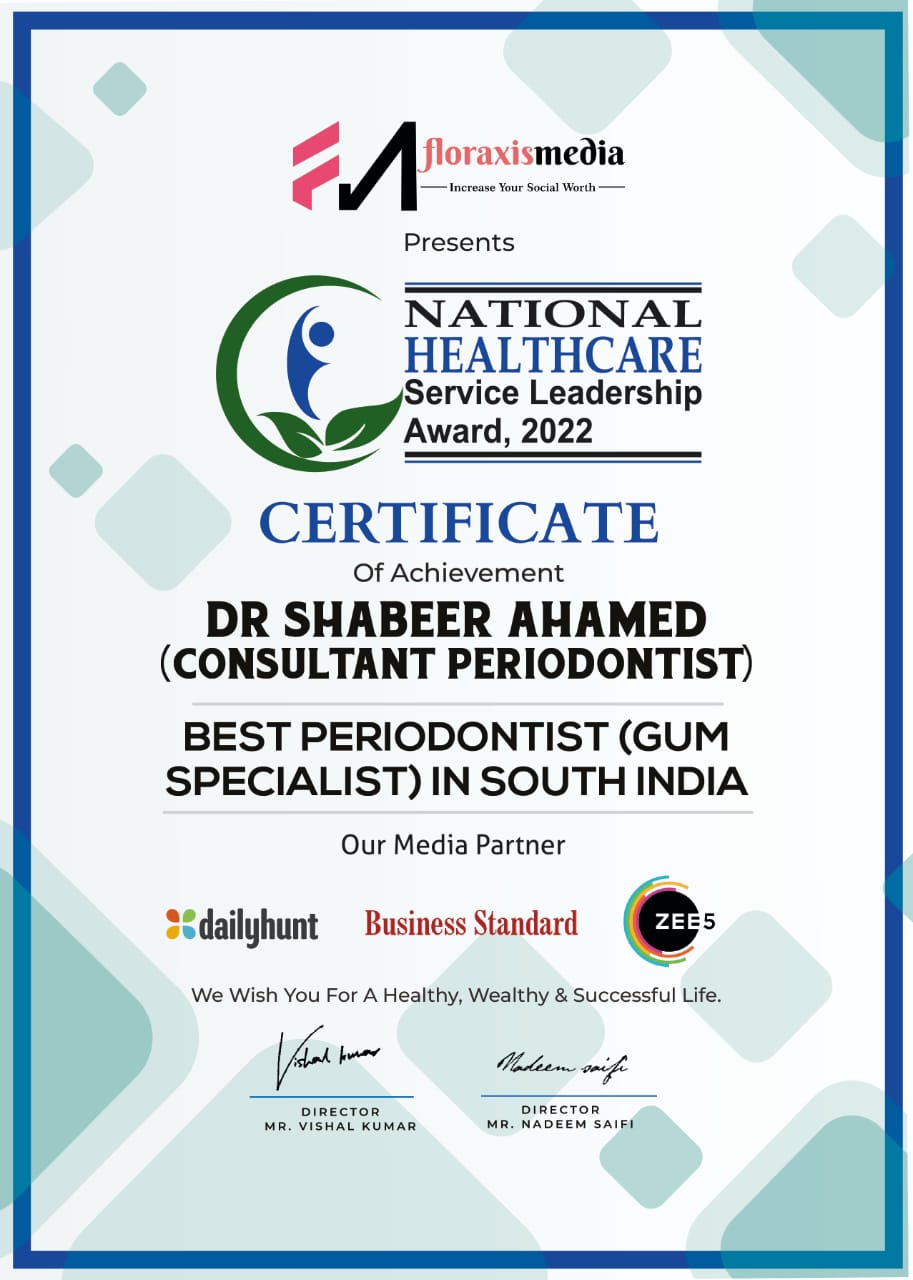 floraxismedia
Increase Your Social Worth
Presents
NATIONAL
HEALTHCARE
Service Leadership
Award, 2022
CERTIFICATE
Of Achievement
DR SHABEER AHAMED
(CONSULTANT PERIODONTIST)
BEST PERIODONTIST (GUM
SPECIALIST) IN SOUTH INDIA
Our Media Partner
dailyhunt Business Standard ZEE5
We Wish You For A Healthy, Wealthy & Successful Life.
Vishal kumar Nadeem saifi
DIRECTOR DIRECTOR
MR. VISHAL KUMAR MR. NADEEM SAIFI